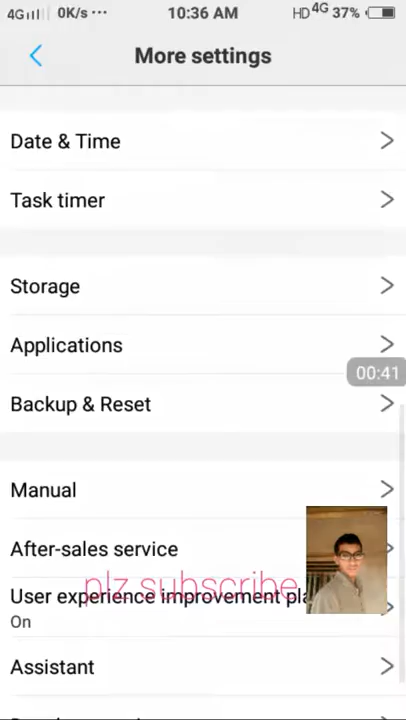 4G 0K/s ··· 10:36 AM HD 4G 37%
More settings
Date & Time
Task timer
Storage
Applications
00:41
Backup & Reset
Manual
After-sales service
plz subscribe
User experience improvement pla
On
Assistant